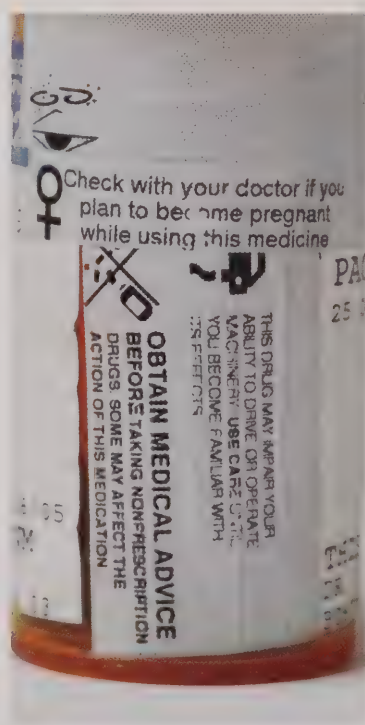 Check with your doctor if you
plan to become pregnant
while using this medicine
PA
25
OBTAIN MEDICAL ADVICE
BEFORE TAKING NONPRESCRIPTION
DRUGS. SOME MAY AFFECT THE
ACTION OF THIS MEDICATION
THIS DRUG MAY IMPAIR YOUR
ABILITY TO DRIVE OR OPERATE
MACHINERY. USE CARE UNTIL
YOU BECOME FAMILIAR WITH
ITS EFFECTS